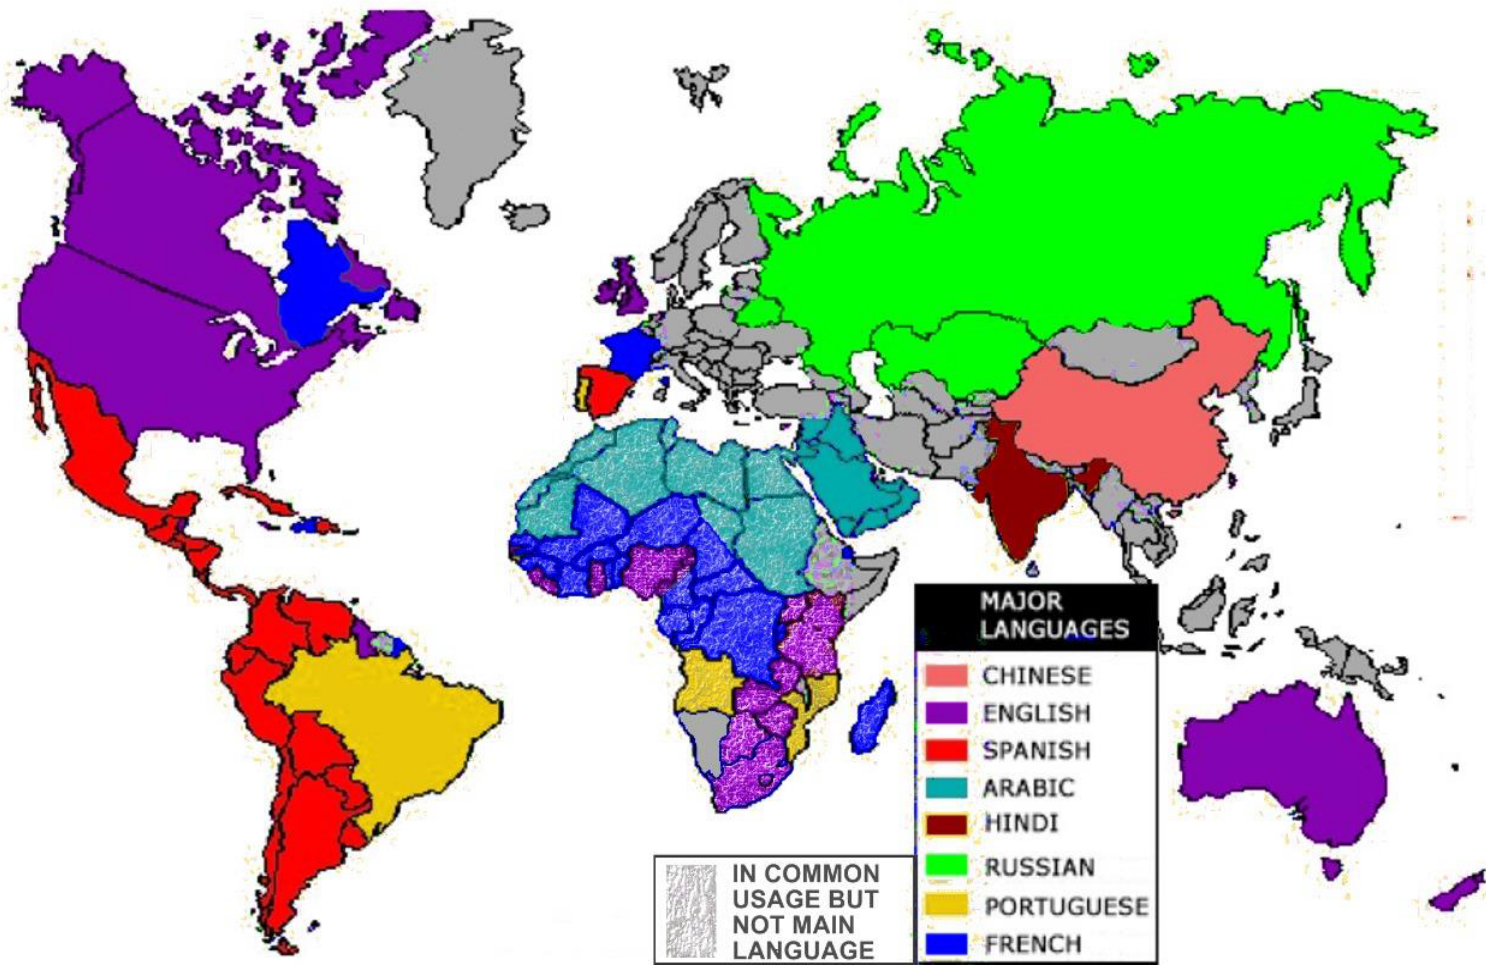 MAJOR
LANGUAGES
CHINESE
ENGLISH
SPANISH
ARABIC
HINDI
RUSSIAN
PORTUGUESE
FRENCH
IN COMMON
USAGE BUT
NOT MAIN
LANGUAGE